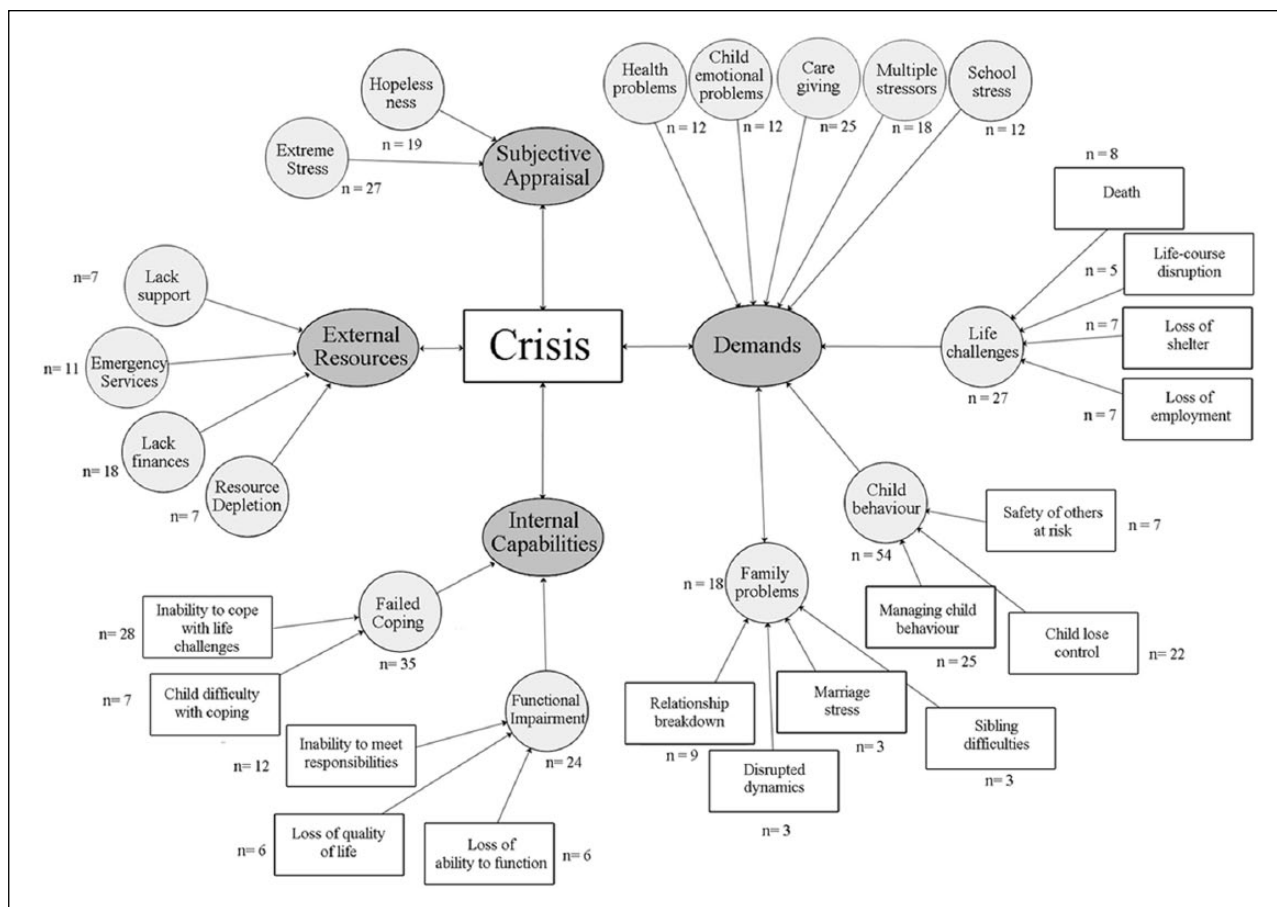 Hopeless
ness
n = 19
Extreme
Stress
n = 27
Subjective
Appraisal
Health
problems
n = 12
Child
emotional
problems
n = 12
Care
giving
n= 25
Multiple
stressors
n = 18
School
stress
n = 12
n = 8
Death
Life-course
disruption
n = 5
Loss of
shelter
n = 7
Loss of
employment
n = 7
Life
challenges
n = 27
Lack
support
n=7
Emergency
Services
n= 11
Lack
finances
n= 18
Resource
Depletion
n= 7
External
Resources
Crisis
Demands
Internal
Capabilities
Child
behaviour
n = 54
Safety of others
at risk
n = 7
Managing child
behaviour
n = 25
Child lose
control
n= 22
Family
problems
n = 18
Relationship
breakdown
n = 9
Disrupted
dynamics
n= 3
Marriage
stress
n = 3
Sibling
difficulties
n= 3
Failed
Coping
n= 35
Inability to cope
with life
challenges
n= 28
Child difficulty
with coping
n= 7
Functional
Impairment
n= 24
Inability to meet
responsibilities
n= 12
Loss of quality
of life
n= 6
Loss of
ability to function
n= 6